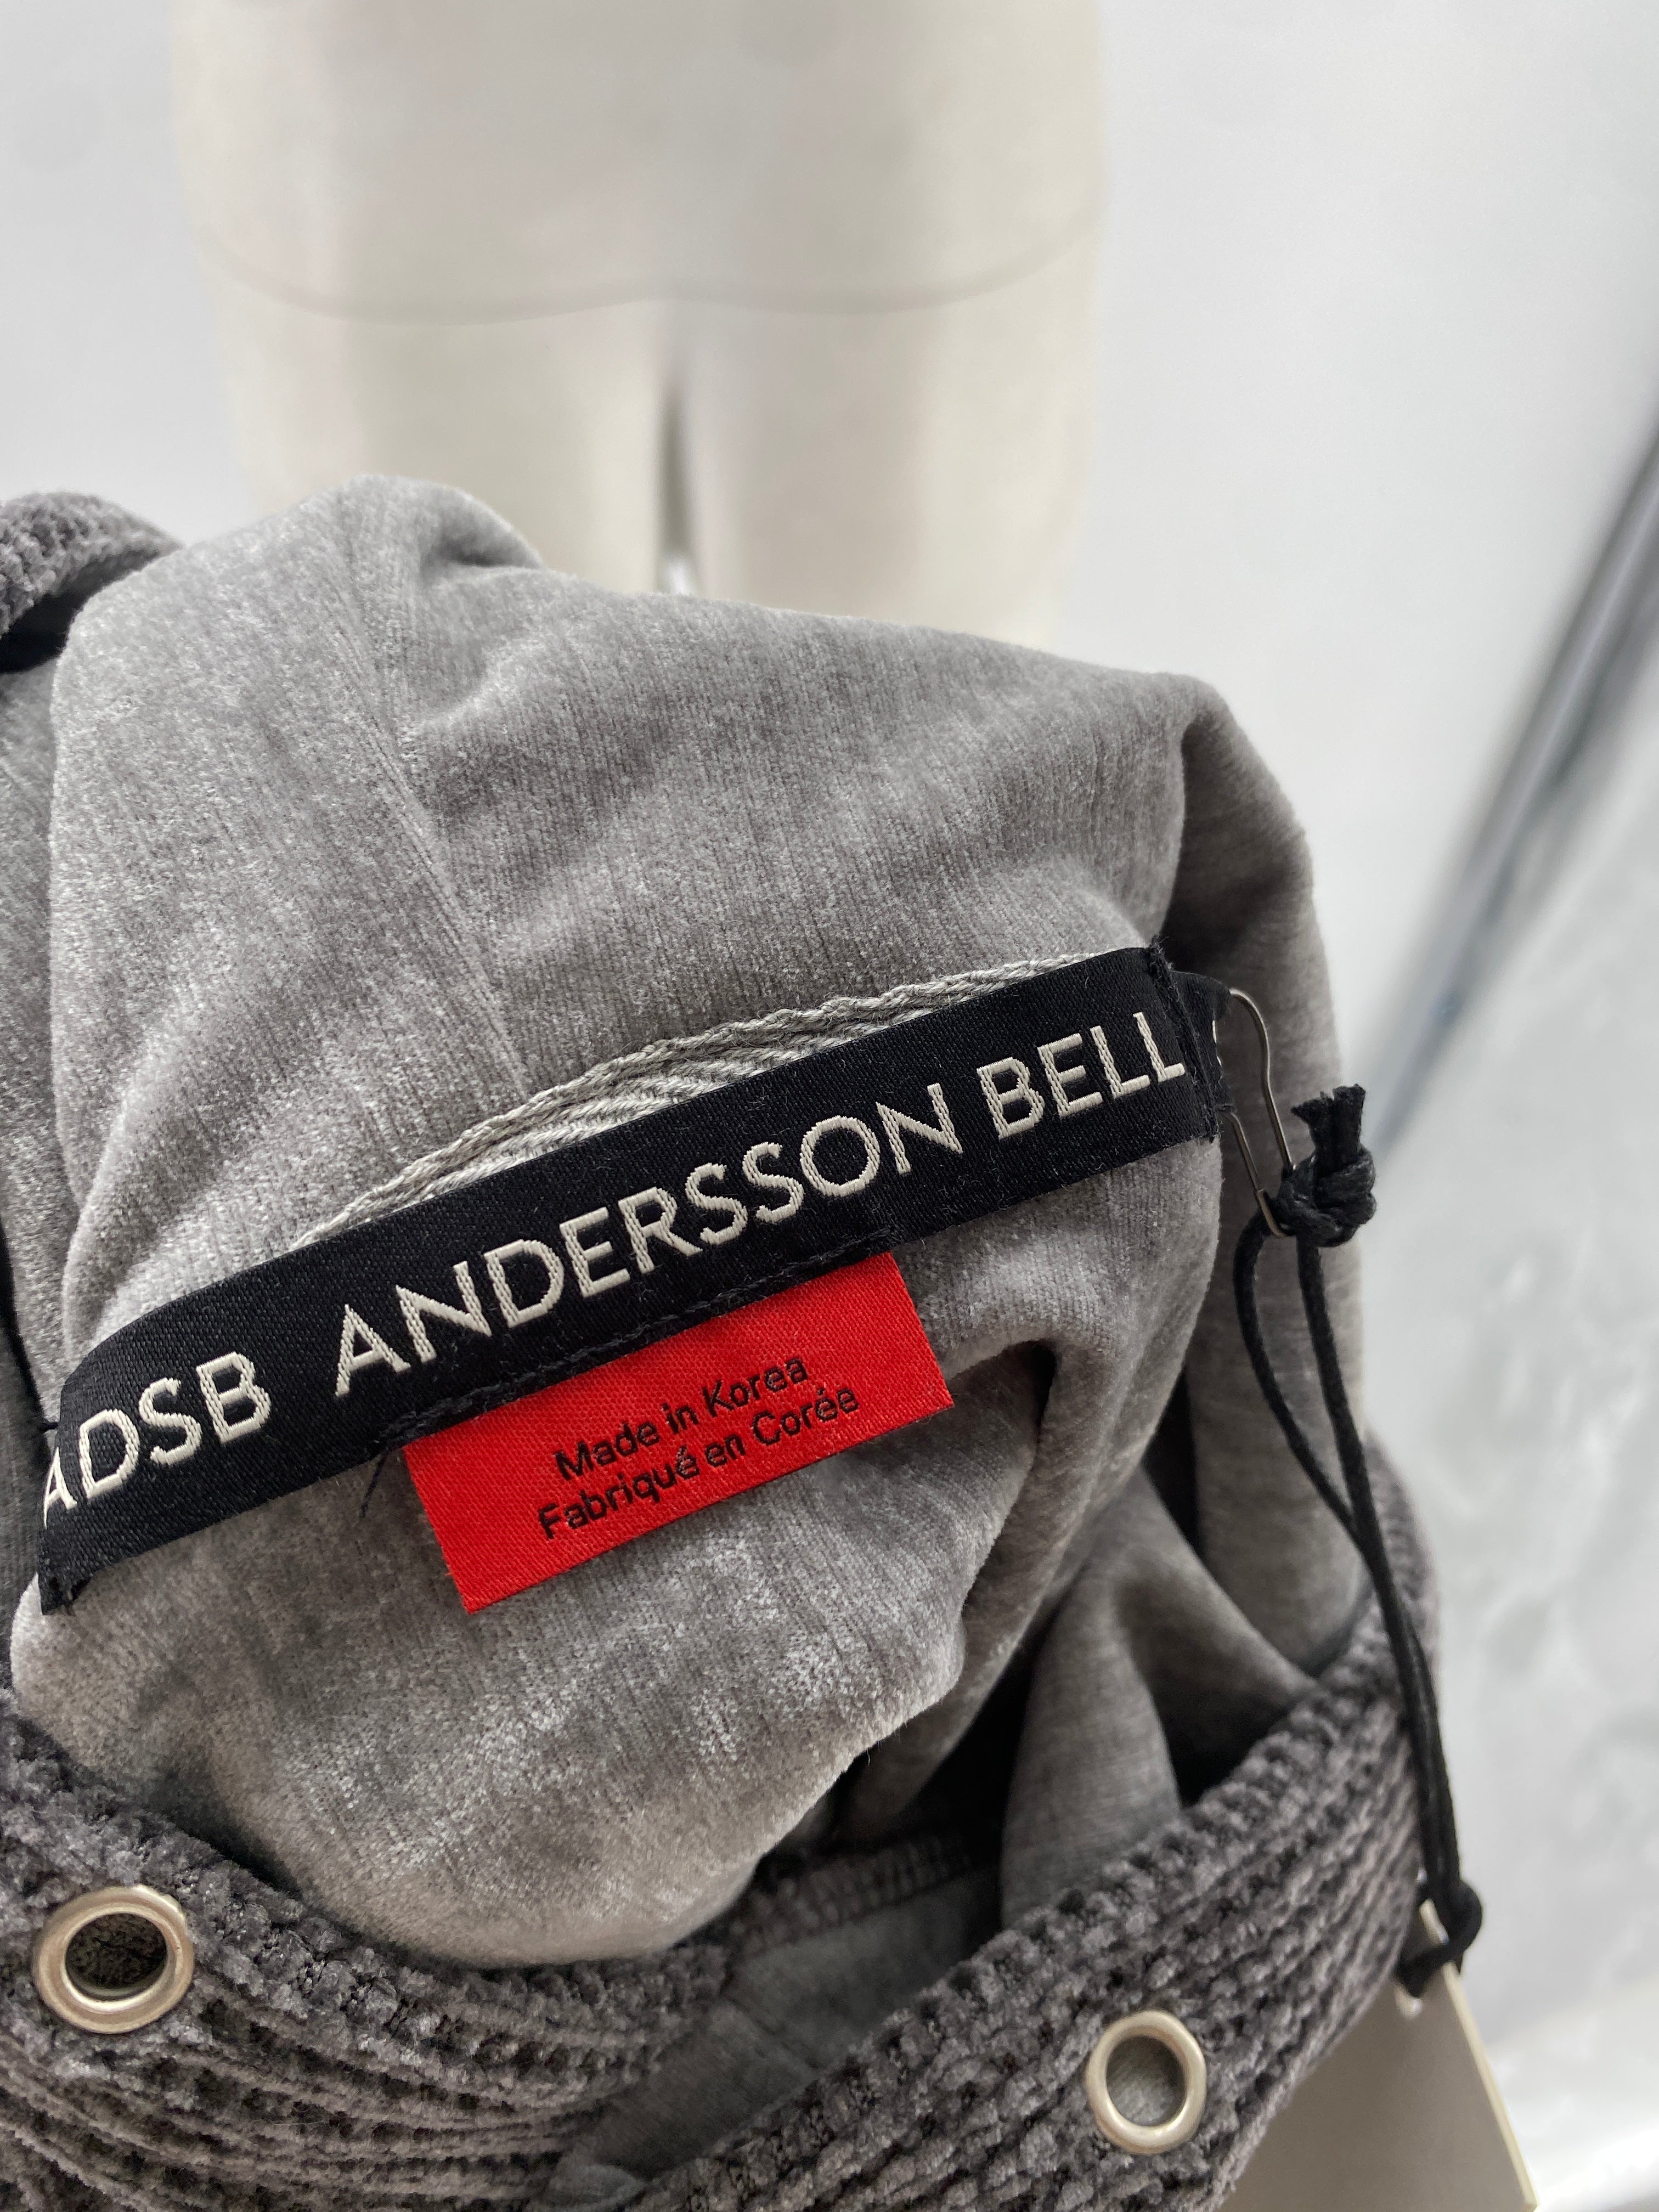 ADSB ANDERSSON BELL
Made in Korea
Fabriqué en Corée